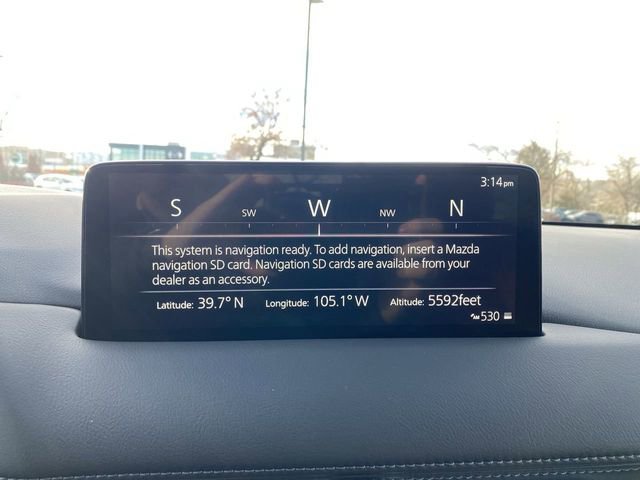 3:14pm
S SW W NW N
This system is navigation ready. To add navigation, insert a Mazda
navigation SD card. Navigation SD cards are available from your
dealer as an accessory.
Latitude: 39.7° N Longitude: 105.1° W Altitude: 5592feet
530